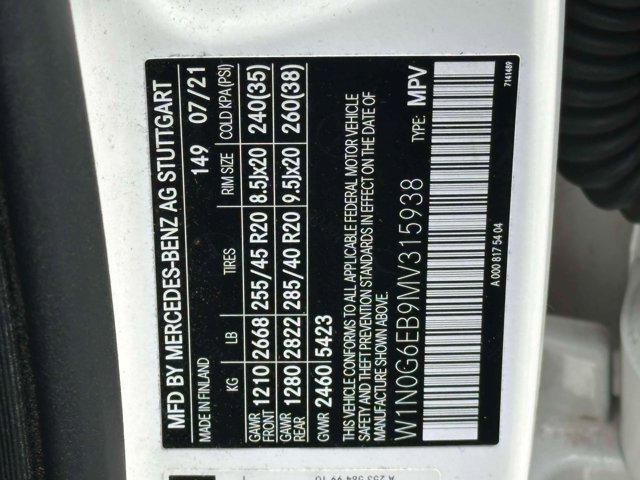 MFD BY MERCEDES-BENZ AG STUTTGART
MADE IN FINLAND 149 07/21
KG LB TIRES RIM SIZE COLD KPA (PSI)
GAWR FRONT 1210 2668 255/45 R20 8.5Jx20 240(35)
GAWR REAR 1280 2822 285/40 R20 9.5Jx20 260(38)
GVWR 2460 5423
THIS VEHICLE CONFORMS TO ALL APPLICABLE FEDERAL MOTOR VEHICLE
SAFETY AND THEFT PREVENTION STANDARDS IN EFFECT ON THE DATE OF
MANUFACTURE SHOWN ABOVE.
W1N0G6EB9MV315938 TYPE: MPV
A 000 817 54 04 7141489